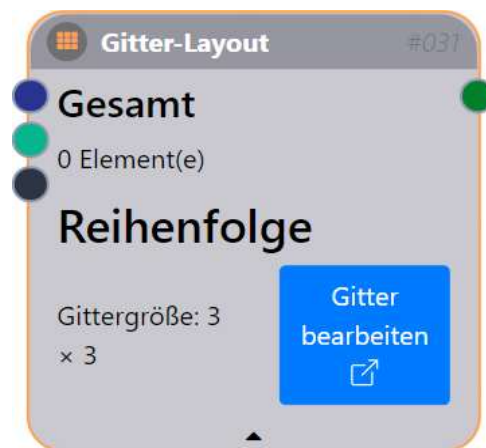 Gitter-Layout #031
Gesamt
0 Element(e)
Reihenfolge
Gittergröße: 3
× 3
Gitter
bearbeiten